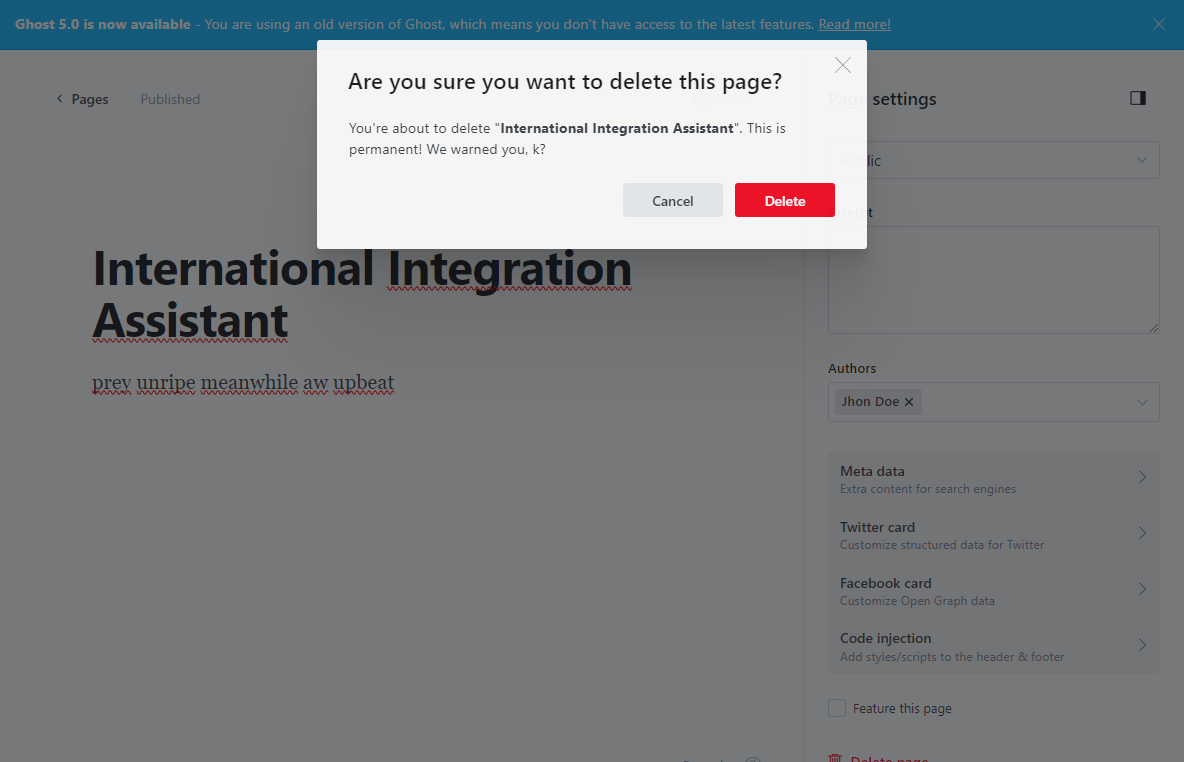 Ghost 5.0 is now available - You are using an old version of Ghost, which means you don't have access to the latest features. Read more!
Are you sure you want to delete this page?
You're about to delete "International Integration Assistant". This is
permanent! We warned you, k?
Cancel
Delete
Pages
Published
International Integration
Assistant
prev unripe meanwhile aw upbeat
Page settings
Public
Excerpt
Authors
Jhon Doe
Meta data
Extra content for search engines
Twitter card
Customize structured data for Twitter
Facebook card
Customize Open Graph data
Code injection
Add styles/scripts to the header & footer
Feature this page
Delete page